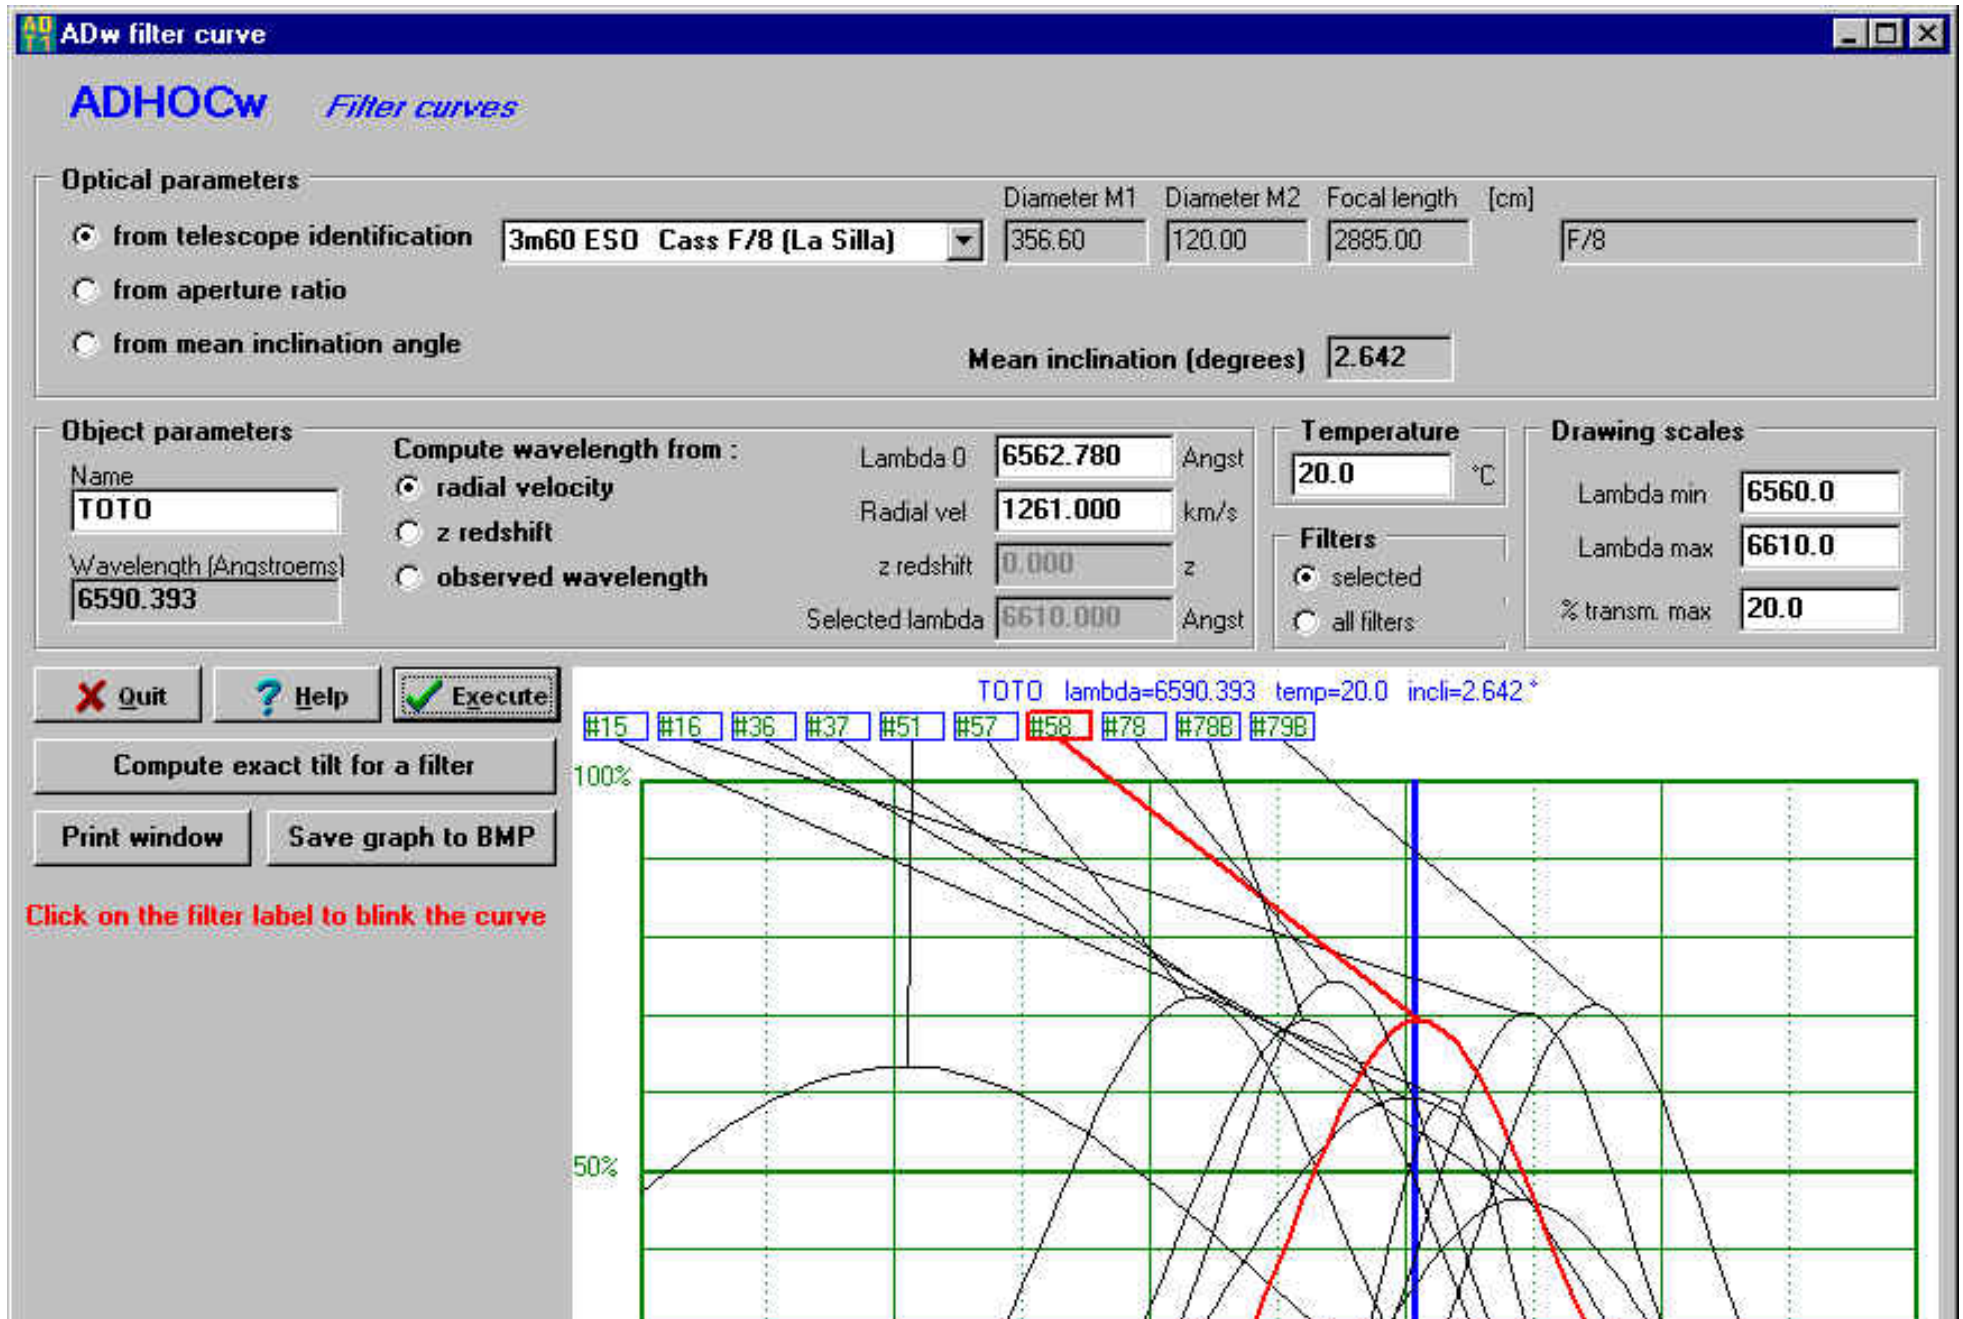 AD
T1
ADw filter curve
ADHOCw Filter curves
Optical parameters
Diameter M1 Diameter M2 Focal length [cm]
from telescope identification 3m60 ESO Cass F/8 (La Silla) 356.60 120.00 2885.00 F/8
from aperture ratio
from mean inclination angle
Mean inclination (degrees) 2.642
Object parameters
Name
TOTO
Wavelength (Angstroems)
6590.393
Compute wavelength from :
radial velocity
z redshift
observed wavelength
Lambda 0 6562.780 Angst
Radial vel 1261.000 km/s
z redshift 0.000 z
Selected lambda 6610.000 Angst
Temperature
20.0 °C
Filters
selected
all filters
Drawing scales
Lambda min 6560.0
Lambda max 6610.0
% transm. max 20.0
Quit Help Execute
Compute exact tilt for a filter
Print window Save graph to BMP
Click on the filter label to blink the curve
TOTO lambda=6590.393 temp=20.0 incli=2.642 °
#15 #16 #36 #37 #51 #57 #58 #78 #78B #79B
100%
50%